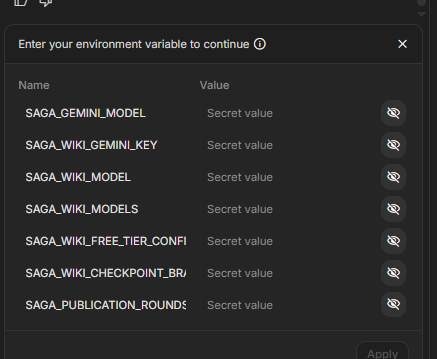 Enter your environment variable to continue
Name Value
SAGA_GEMINI_MODEL Secret value
SAGA_WIKI_GEMINI_KEY Secret value
SAGA_WIKI_MODEL Secret value
SAGA_WIKI_MODELS Secret value
SAGA_WIKI_FREE_TIER_CONFI Secret value
SAGA_WIKI_CHECKPOINT_BRA Secret value
SAGA_PUBLICATION_ROUNDS Secret value
Apply